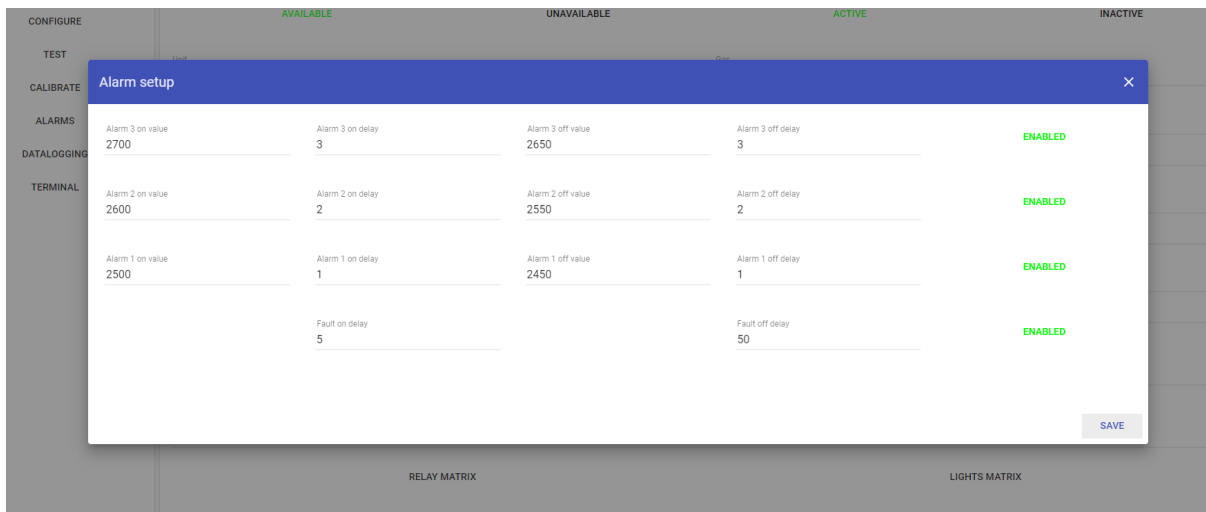 CONFIGURE
AVAILABLE
UNAVAILABLE
ACTIVE
INACTIVE
TEST
Unit
Gas
CALIBRATE
ALARMS
DATALOGGING
TERMINAL
Alarm setup
Alarm 3 on value
Alarm 3 on delay
Alarm 3 off value
Alarm 3 off delay
2700
3
2650
3
ENABLED
Alarm 2 on value
Alarm 2 on delay
Alarm 2 off value
Alarm 2 off delay
2600
2
2550
2
ENABLED
Alarm 1 on value
Alarm 1 on delay
Alarm 1 off value
Alarm 1 off delay
2500
1
2450
1
ENABLED
Fault on delay
Fault off delay
5
50
ENABLED
SAVE
RELAY MATRIX
LIGHTS MATRIX